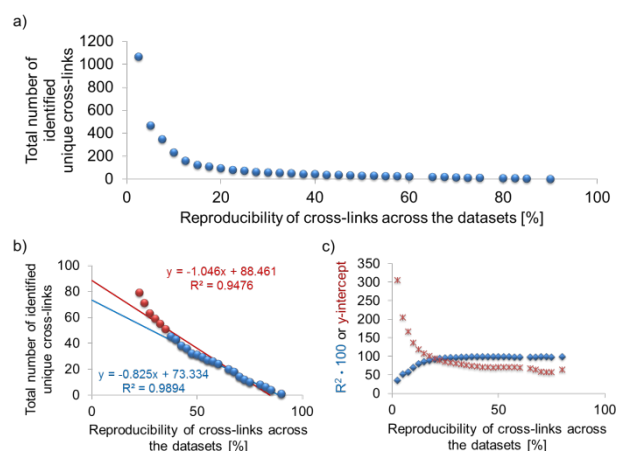 a)
Total number of
identified
unique cross-links
1200
1000
800
600
400
200
0
0 20 40 60 80 100
Reproducibility of cross-links across the datasets [%]
b)
Total number of identified
unique cross-links
100
80
60
40
20
0
y = -1.046x + 88.461
R² = 0.9476
y = -0.825x + 73.334
R² = 0.9894
0 50 100
Reproducibility of cross-links across
the datasets [%]
c)
R² · 100 or y-intercept
350
300
250
200
150
100
50
0
0 50 100
Reproducibility of cross-links across
the datasets [%]